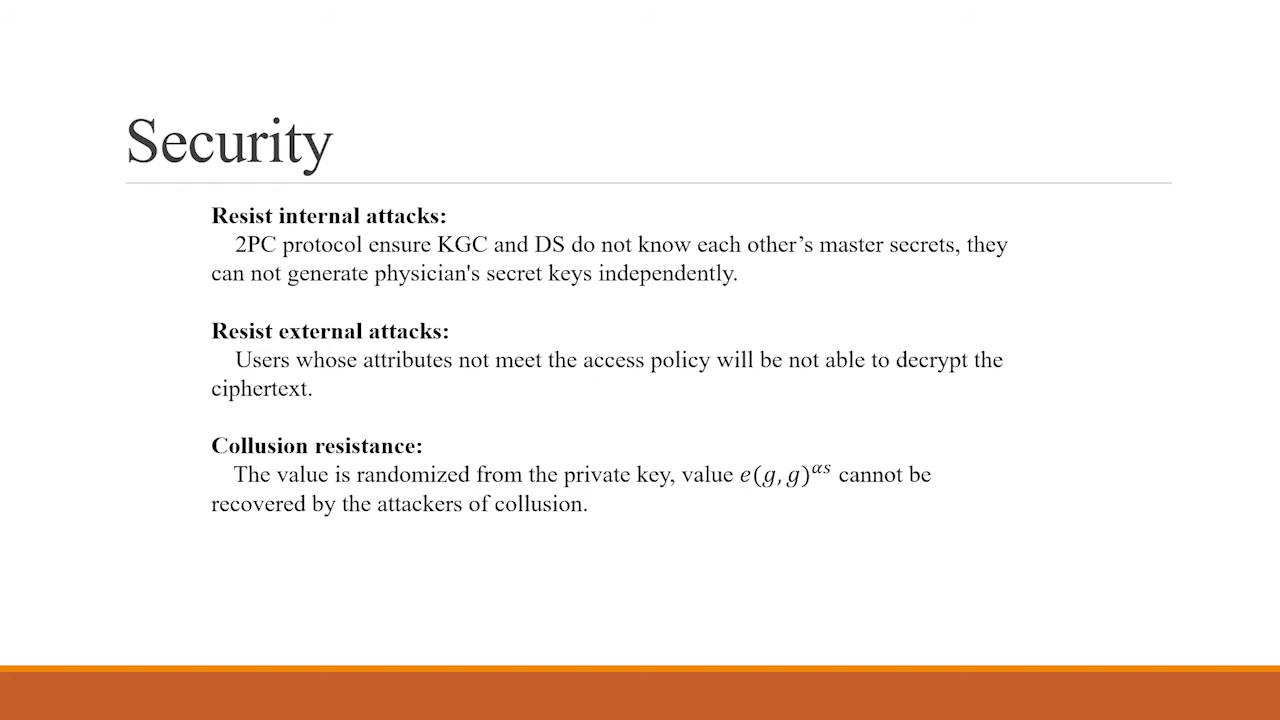 Security
Resist internal attacks:
2PC protocol ensure KGC and DS do not know each other’s master secrets, they
can not generate physician's secret keys independently.
Resist external attacks:
Users whose attributes not meet the access policy will be not able to decrypt the
ciphertext.
Collusion resistance:
The value is randomized from the private key, value 𝑒(𝑔, 𝑔)^𝛼𝑠 cannot be
recovered by the attackers of collusion.